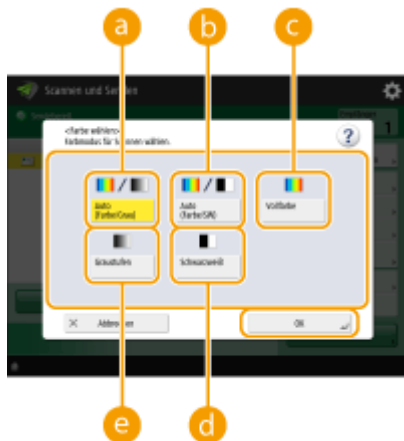 a
b
c
Scannen und Senden
1
<Farbe wählen>
Farbmodus für Scannen wählen.
?
Auto
(Farbe/Grau)
Auto
(Farbe/SW)
Vollfarbe
Graustufen
Schwarzweiß
Abbrechen
OK
e
d